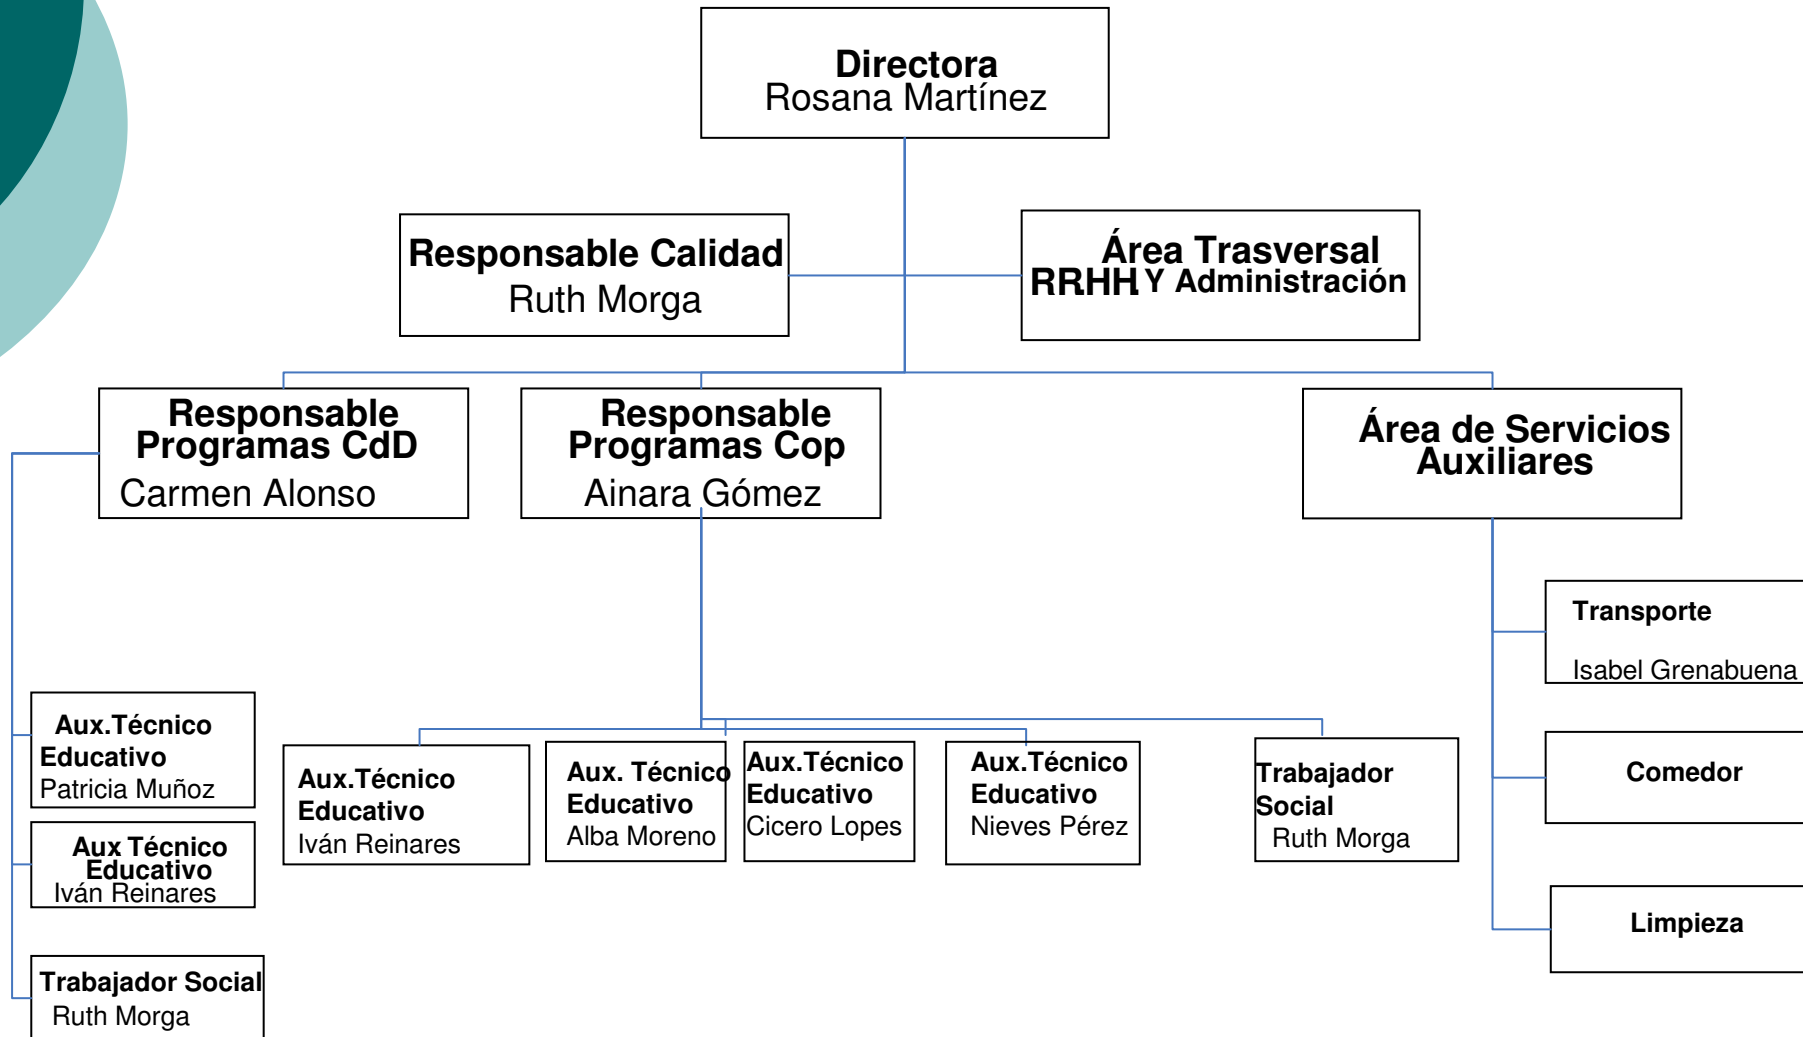 Directora
Rosana Martínez
Responsable Calidad
Ruth Morga
Área Trasversal
RR.HH. Y Administración
Responsable
Programas CdD
Carmen Alonso
Responsable
Programas Cop
Ainara Gómez
Área de Servicios
Auxiliares
Transporte
Isabel Grenabuena
Aux.Técnico
Educativo
Patricia Muñoz
Aux.Técnico
Educativo
Iván Reinares
Aux. Técnico
Educativo
Alba Moreno
Aux.Técnico
Educativo
Cicero Lopes
Aux.Técnico
Educativo
Nieves Pérez
Trabajador
Social
Ruth Morga
Comedor
Aux Técnico
Educativo
Iván Reinares
Limpieza
Trabajador Social
Ruth Morga